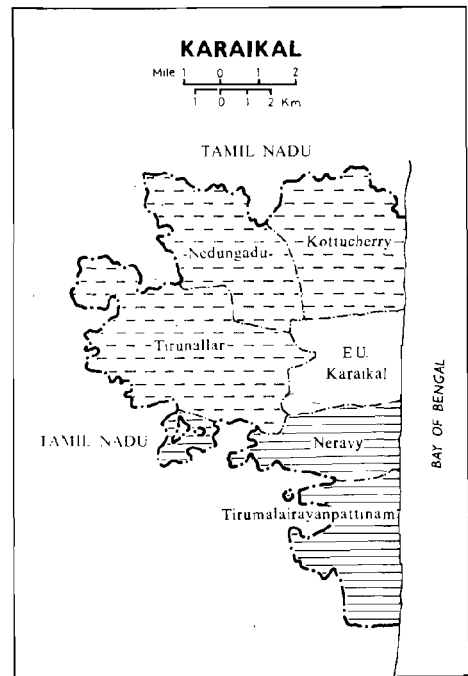 KARAIKAL
Mile 1 0 1 2
1 0 1 2 Km
TAMIL NADU
Kottucherry
Nedungadu
Tirunallar
E.U.
Karaikal
TAMIL NADU
Neravy
BAY OF BENGAL
Tirumalairayanpattinam